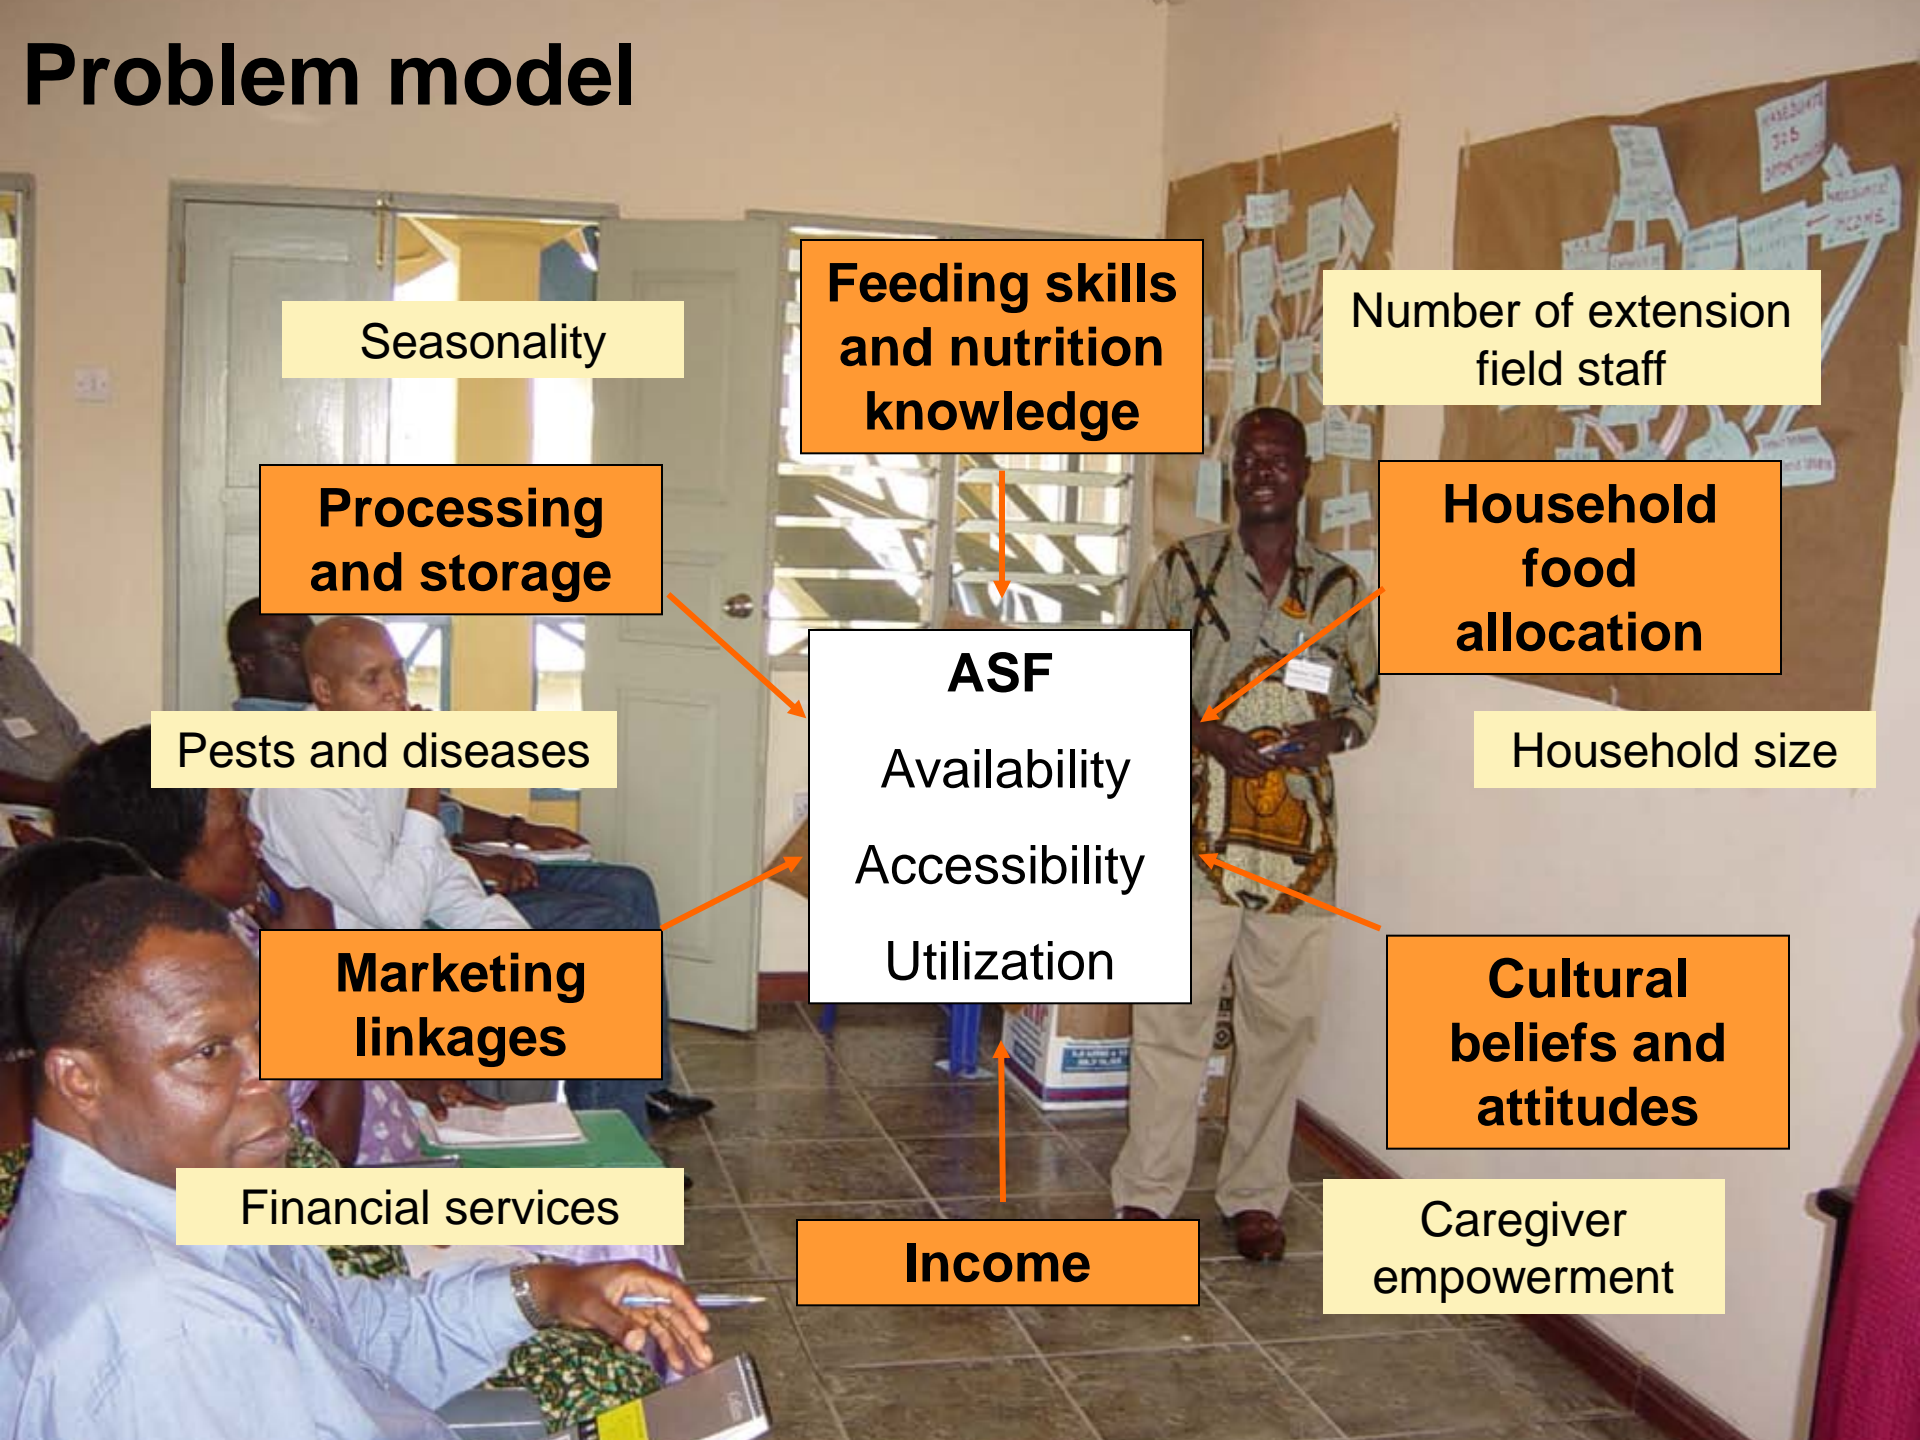 Problem model
Feeding skills
and nutrition
knowledge
Seasonality
Number of extension
field staff
Processing
and storage
Household
food
allocation
ASF
Availability
Accessibility
Utilization
Pests and diseases
Household size
Marketing
linkages
Cultural
beliefs and
attitudes
Financial services
Income
Caregiver
empowerment
JOB
INCOME